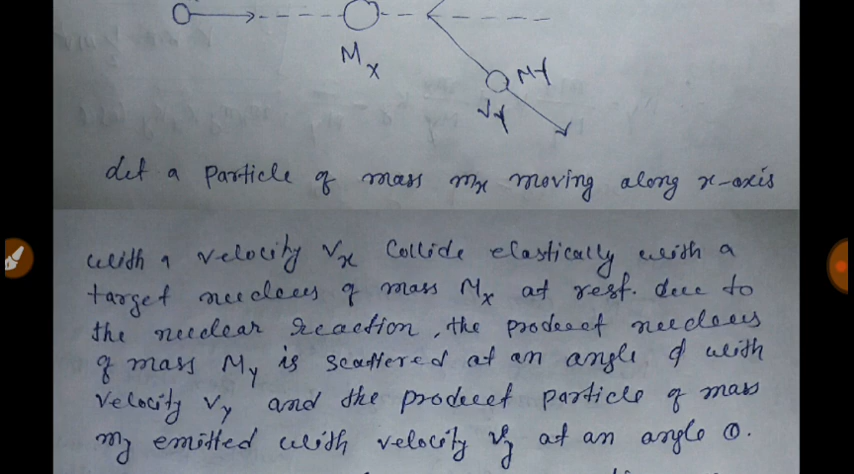 Mx
MY
VY
Let a Particle of mass mx moving along x-axis
with a velocity Vx Collide elastically with a
target nucleus of mass Mx at rest. due to
the nuclear reaction, the product nucleus
of mass My is scattered at an angle φ with
velocity Vy and the product particle of mass
my emitted with velocity vy at an angle θ.